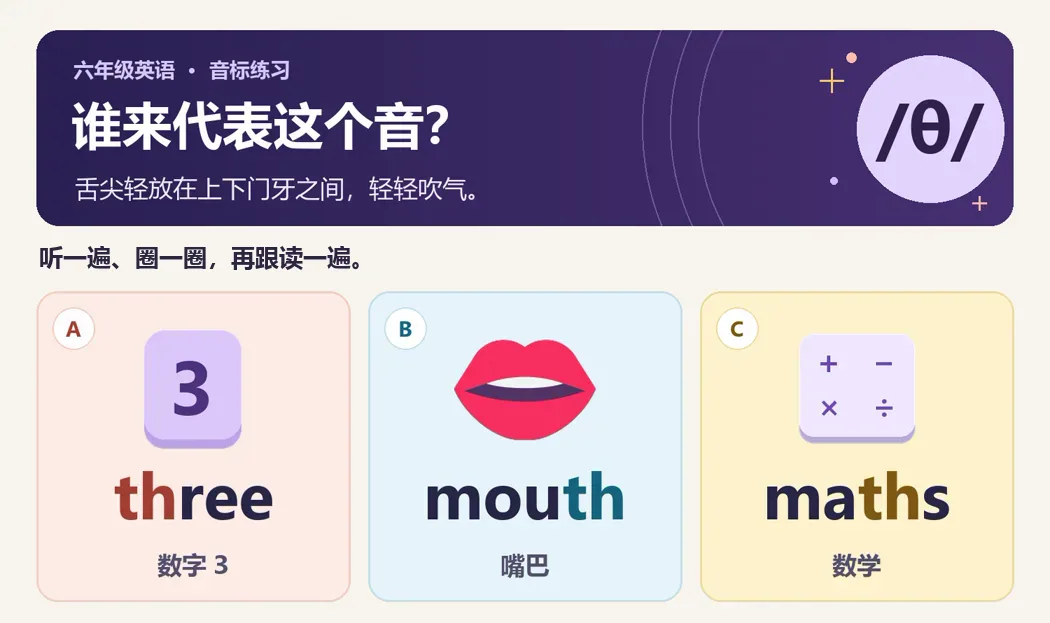 六年级英语 • 音标练习
谁来代表这个音？
舌尖轻放在上下门牙之间，轻轻吹气。
/θ/
听一遍、圈一圈，再跟读一遍。
A
3
three
数字 3
B
mouth
嘴巴
C
+ −
× ÷
maths
数学